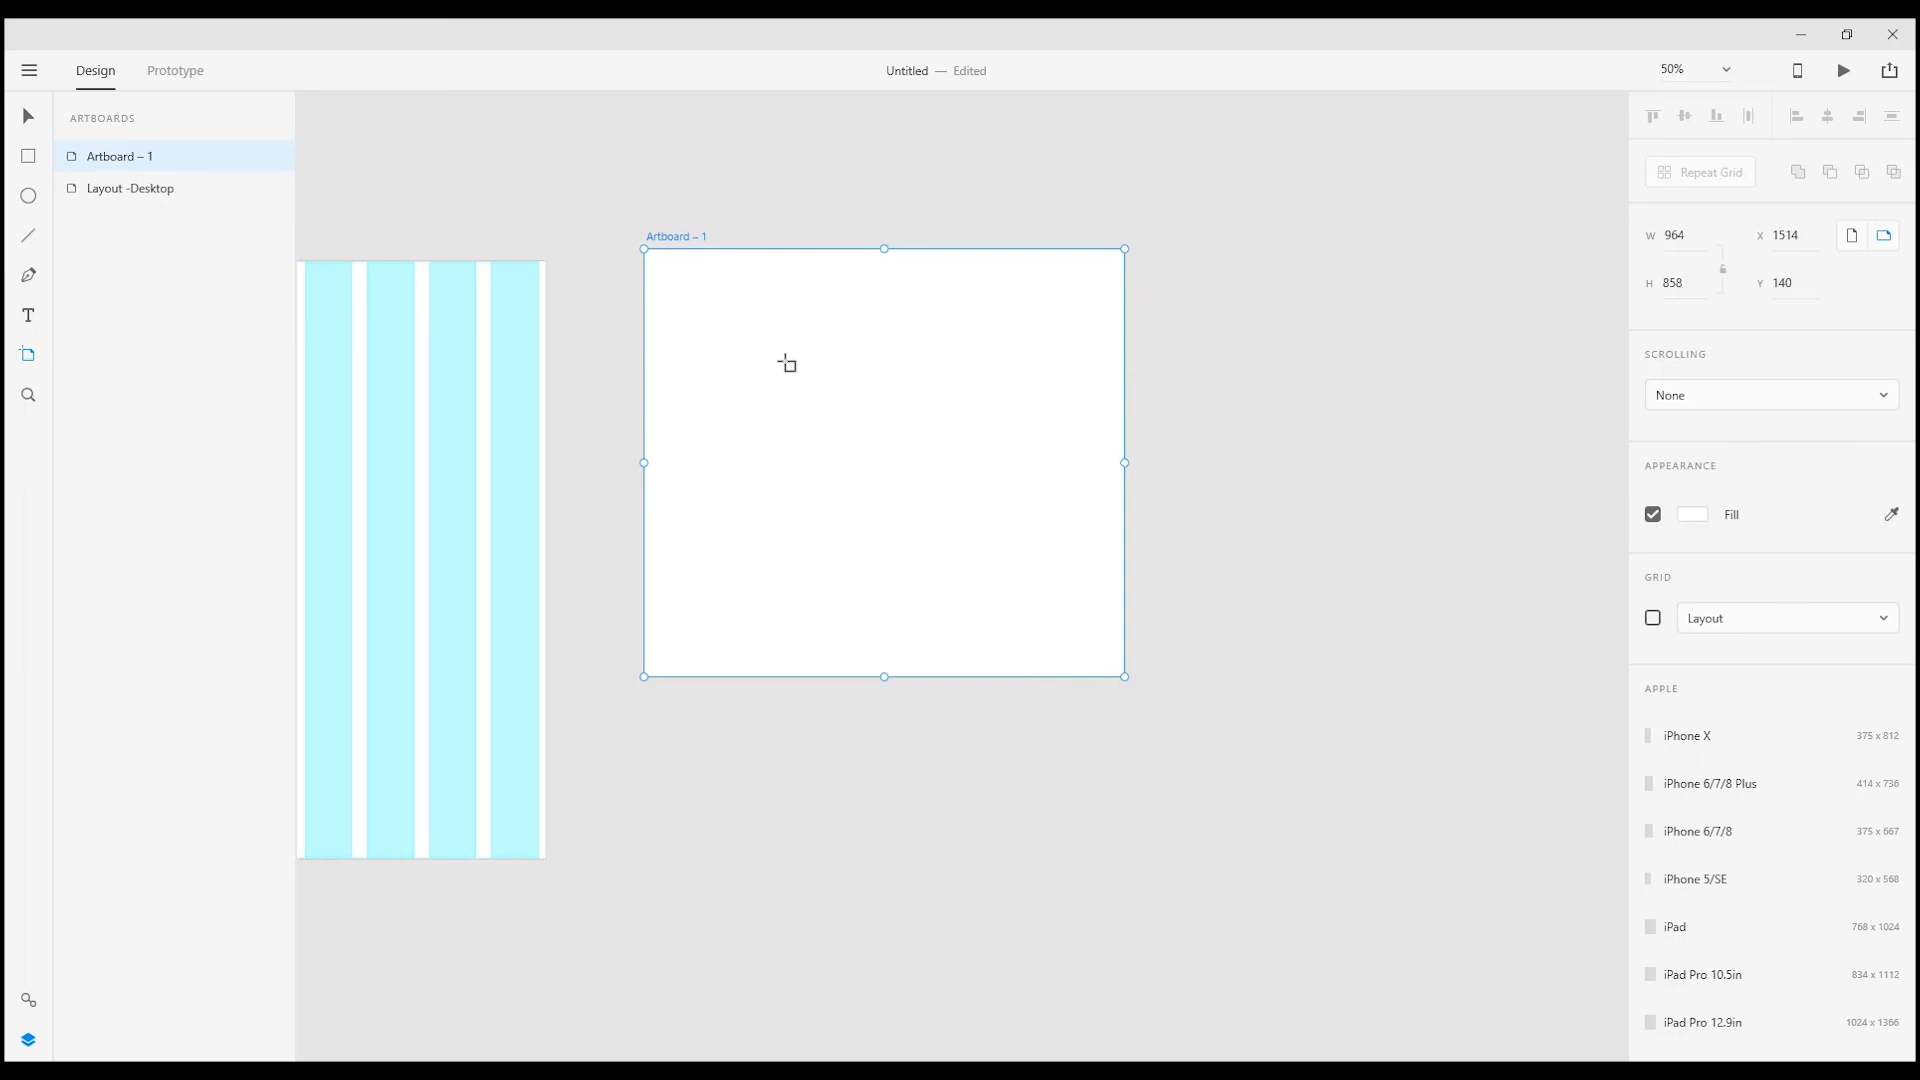 Design Prototype Untitled — Edited 50%
ARTBOARDS
Artboard – 1
Layout -Desktop
Artboard – 1
Repeat Grid
W 964 X 1514
H 858 Y 140
SCROLLING
None
APPEARANCE
Fill
GRID
Layout
APPLE
iPhone X 375 x 812
iPhone 6/7/8 Plus 414 x 736
iPhone 6/7/8 375 x 667
iPhone 5/SE 320 x 568
iPad 768 x 1024
iPad Pro 10.5in 834 x 1112
iPad Pro 12.9in 1024 x 1366